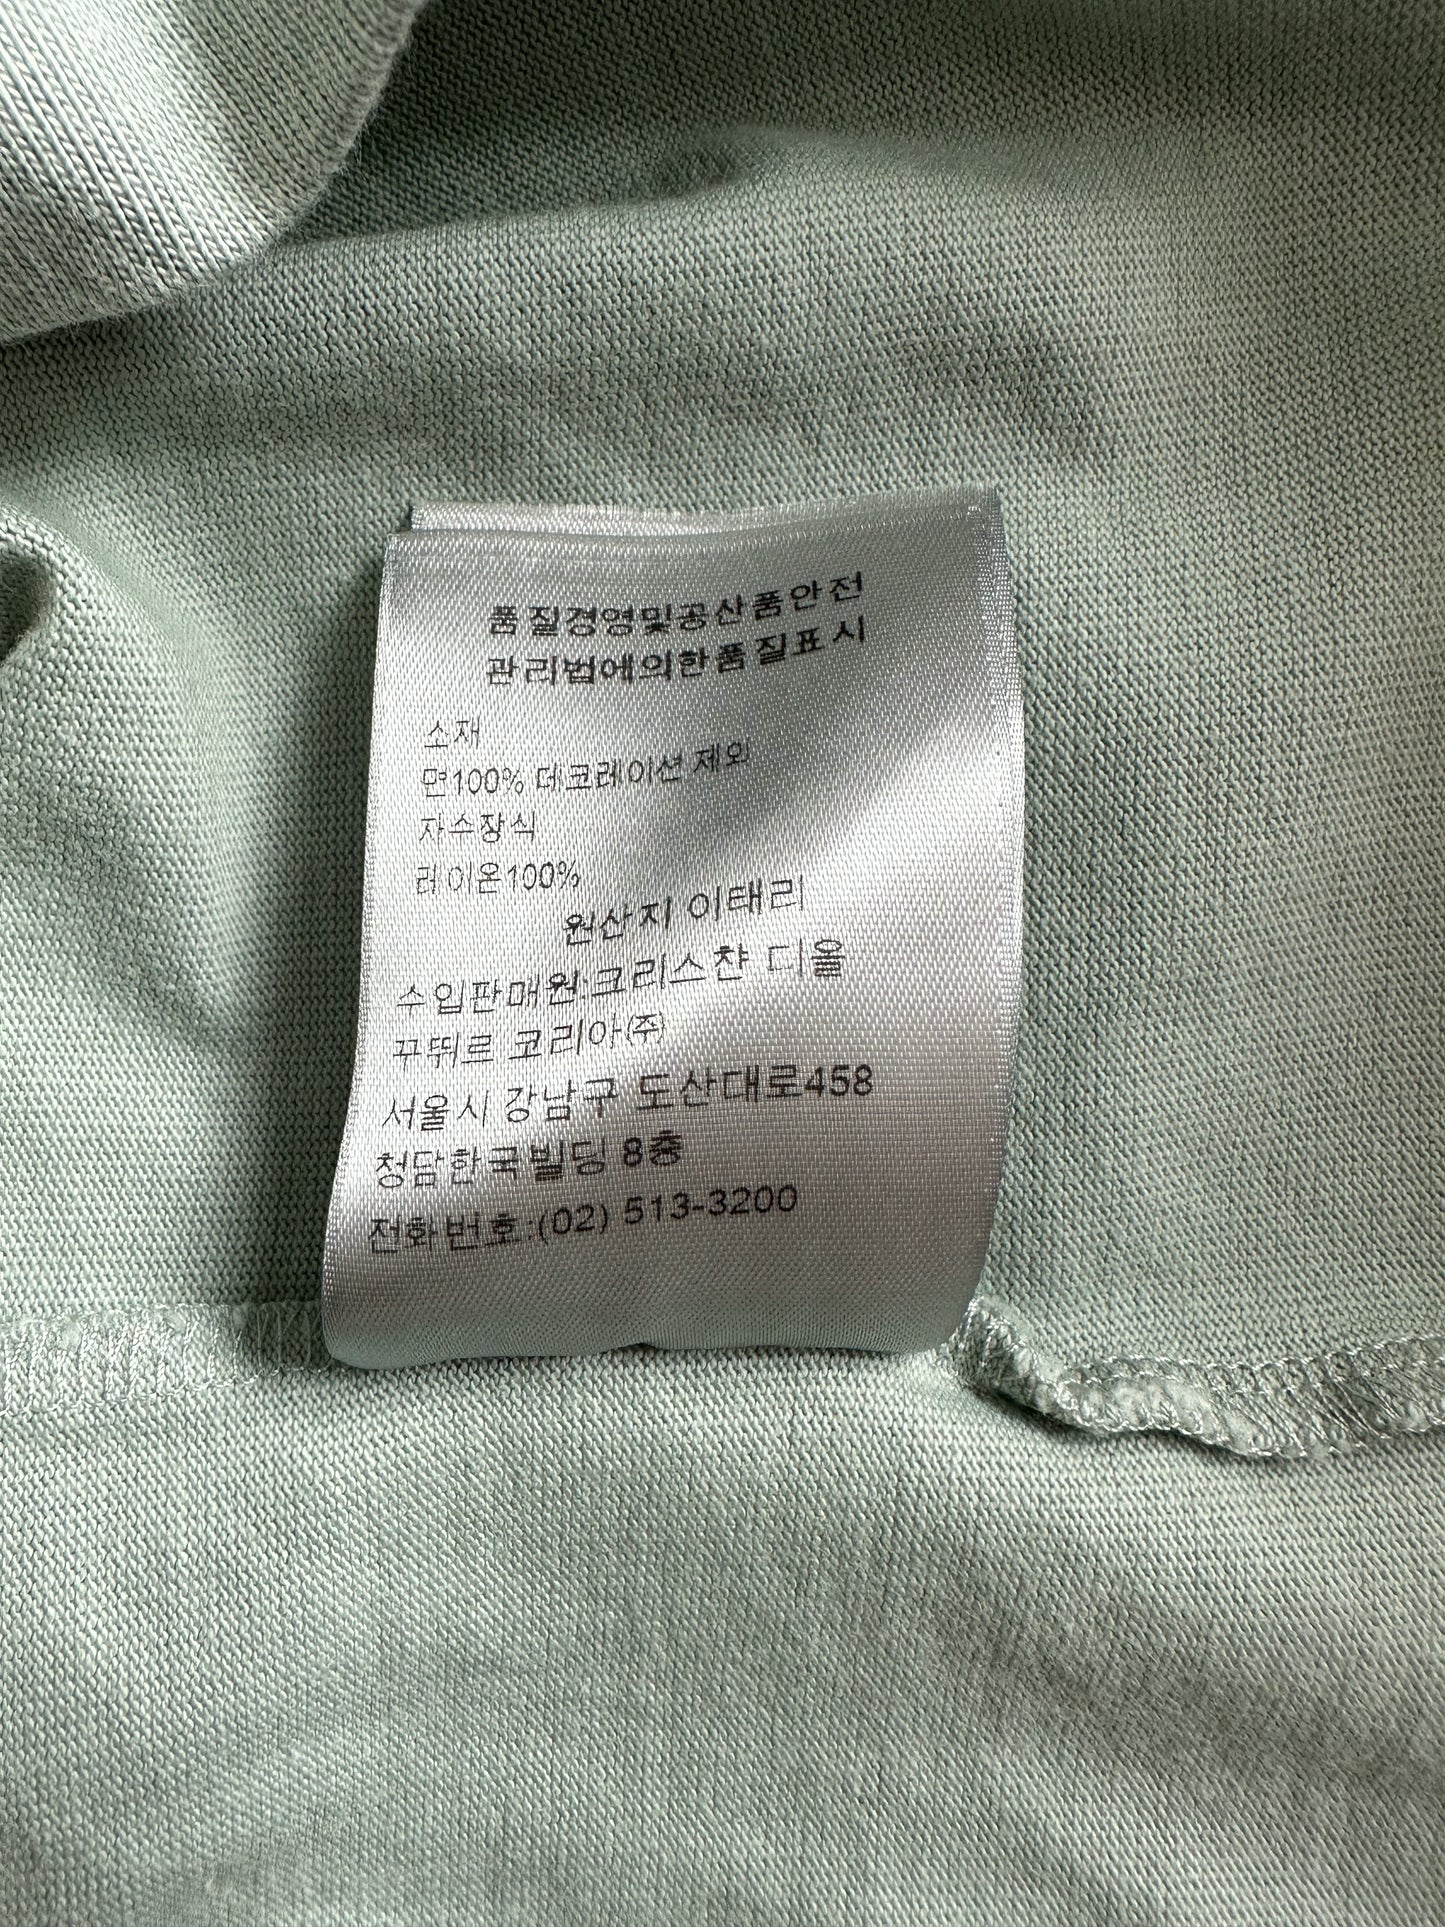 품질경영및공산품안전
관리법에의한품질표시
소재
면100% 데코레이션 제외
자수장식
레이온100%
원산지 이태리
수입판매원:크리스챤 디올
꾸뛰르 코리아(주)
서울시 강남구 도산대로458
청담한국빌딩 8층
전화번호:(02) 513-3200